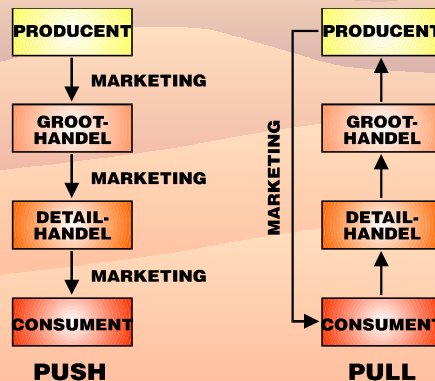 PRODUCENT
MARKETING
GROOT-
HANDEL
MARKETING
DETAIL-
HANDEL
MARKETING
CONSUMENT
PUSH
PRODUCENT
MARKETING
GROOT-
HANDEL
DETAIL-
HANDEL
CONSUMENT
PULL